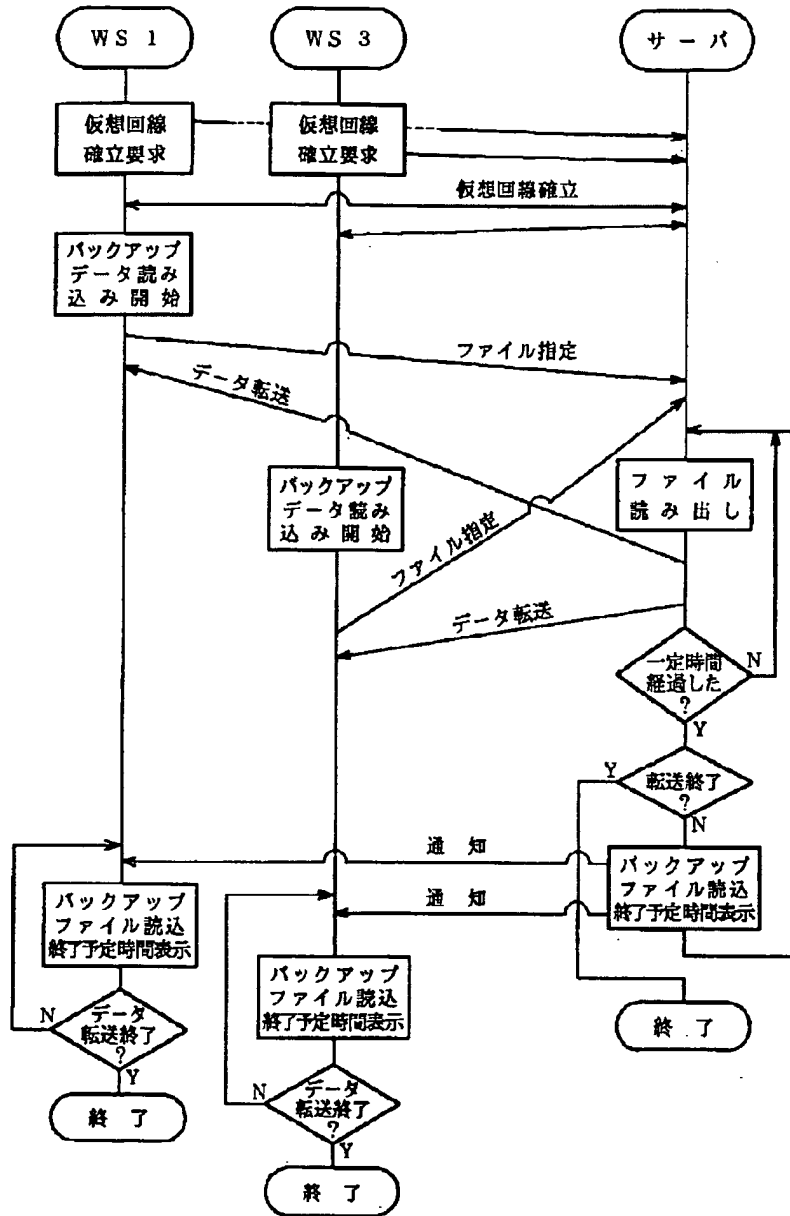 WS 1
WS 3
サーバ
仮想回線
確立要求
仮想回線
確立要求
仮想回線確立
バックアップ
データ読み
込み開始
ファイル指定
データ転送
バックアップ
データ読み
込み開始
ファイル
読み出し
ファイル指定
データ転送
一定時間
経過した
?
N
Y
転送終了
?
Y
N
通知
バックアップ
ファイル読込
終了予定時間表示
通知
バックアップ
ファイル読込
終了予定時間表示
バックアップ
ファイル読込
終了予定時間表示
データ
転送終了
?
N
Y
終了
終了
データ
転送終了
?
N
Y
終了